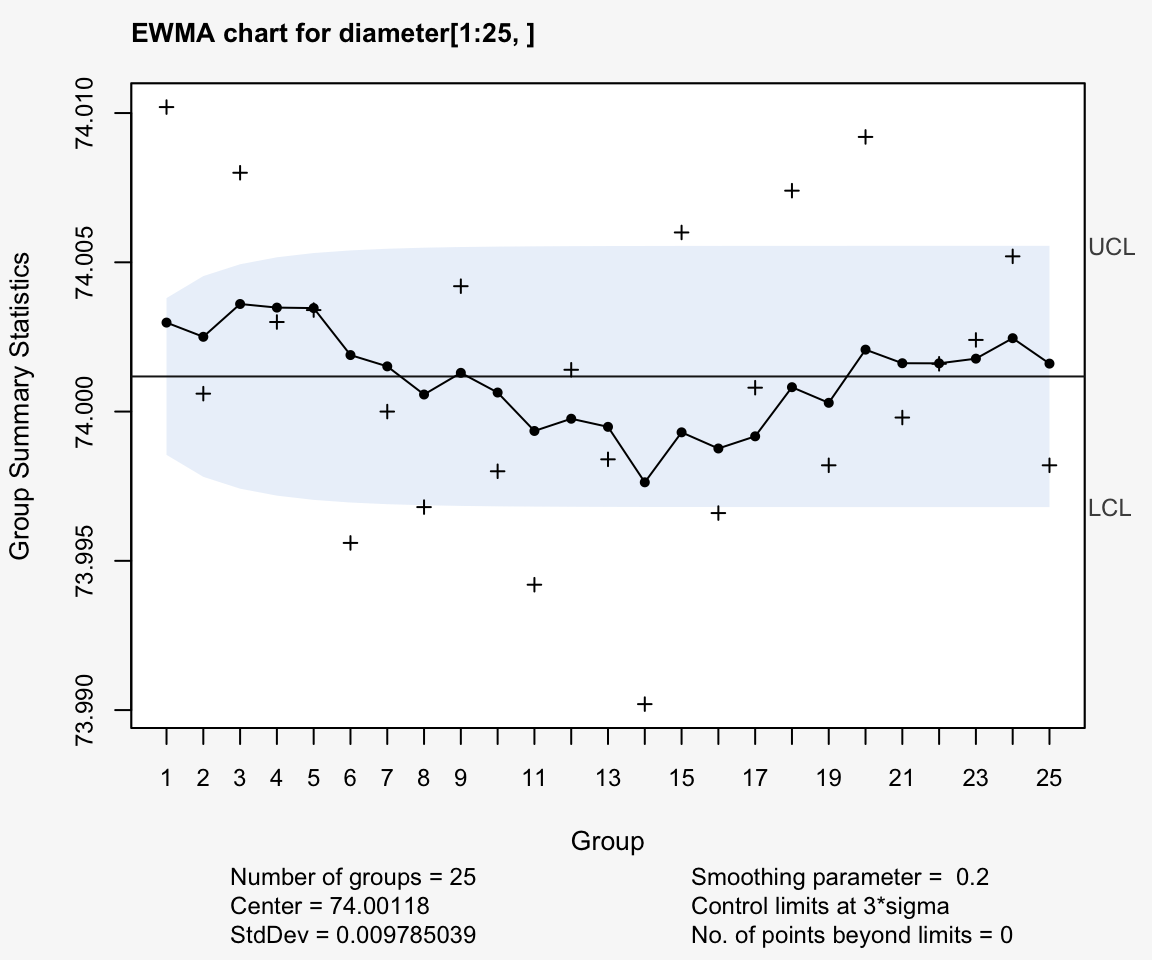 EWMA chart for diameter[1:25, ]
Group Summary Statistics
74.010
74.005
74.000
73.995
73.990
UCL
LCL
1 2 3 4 5 6 7 8 9 11 13 15 17 19 21 23 25
Group
Number of groups = 25
Center = 74.00118
StdDev = 0.009785039
Smoothing parameter =  0.2
Control limits at 3*sigma
No. of points beyond limits = 0